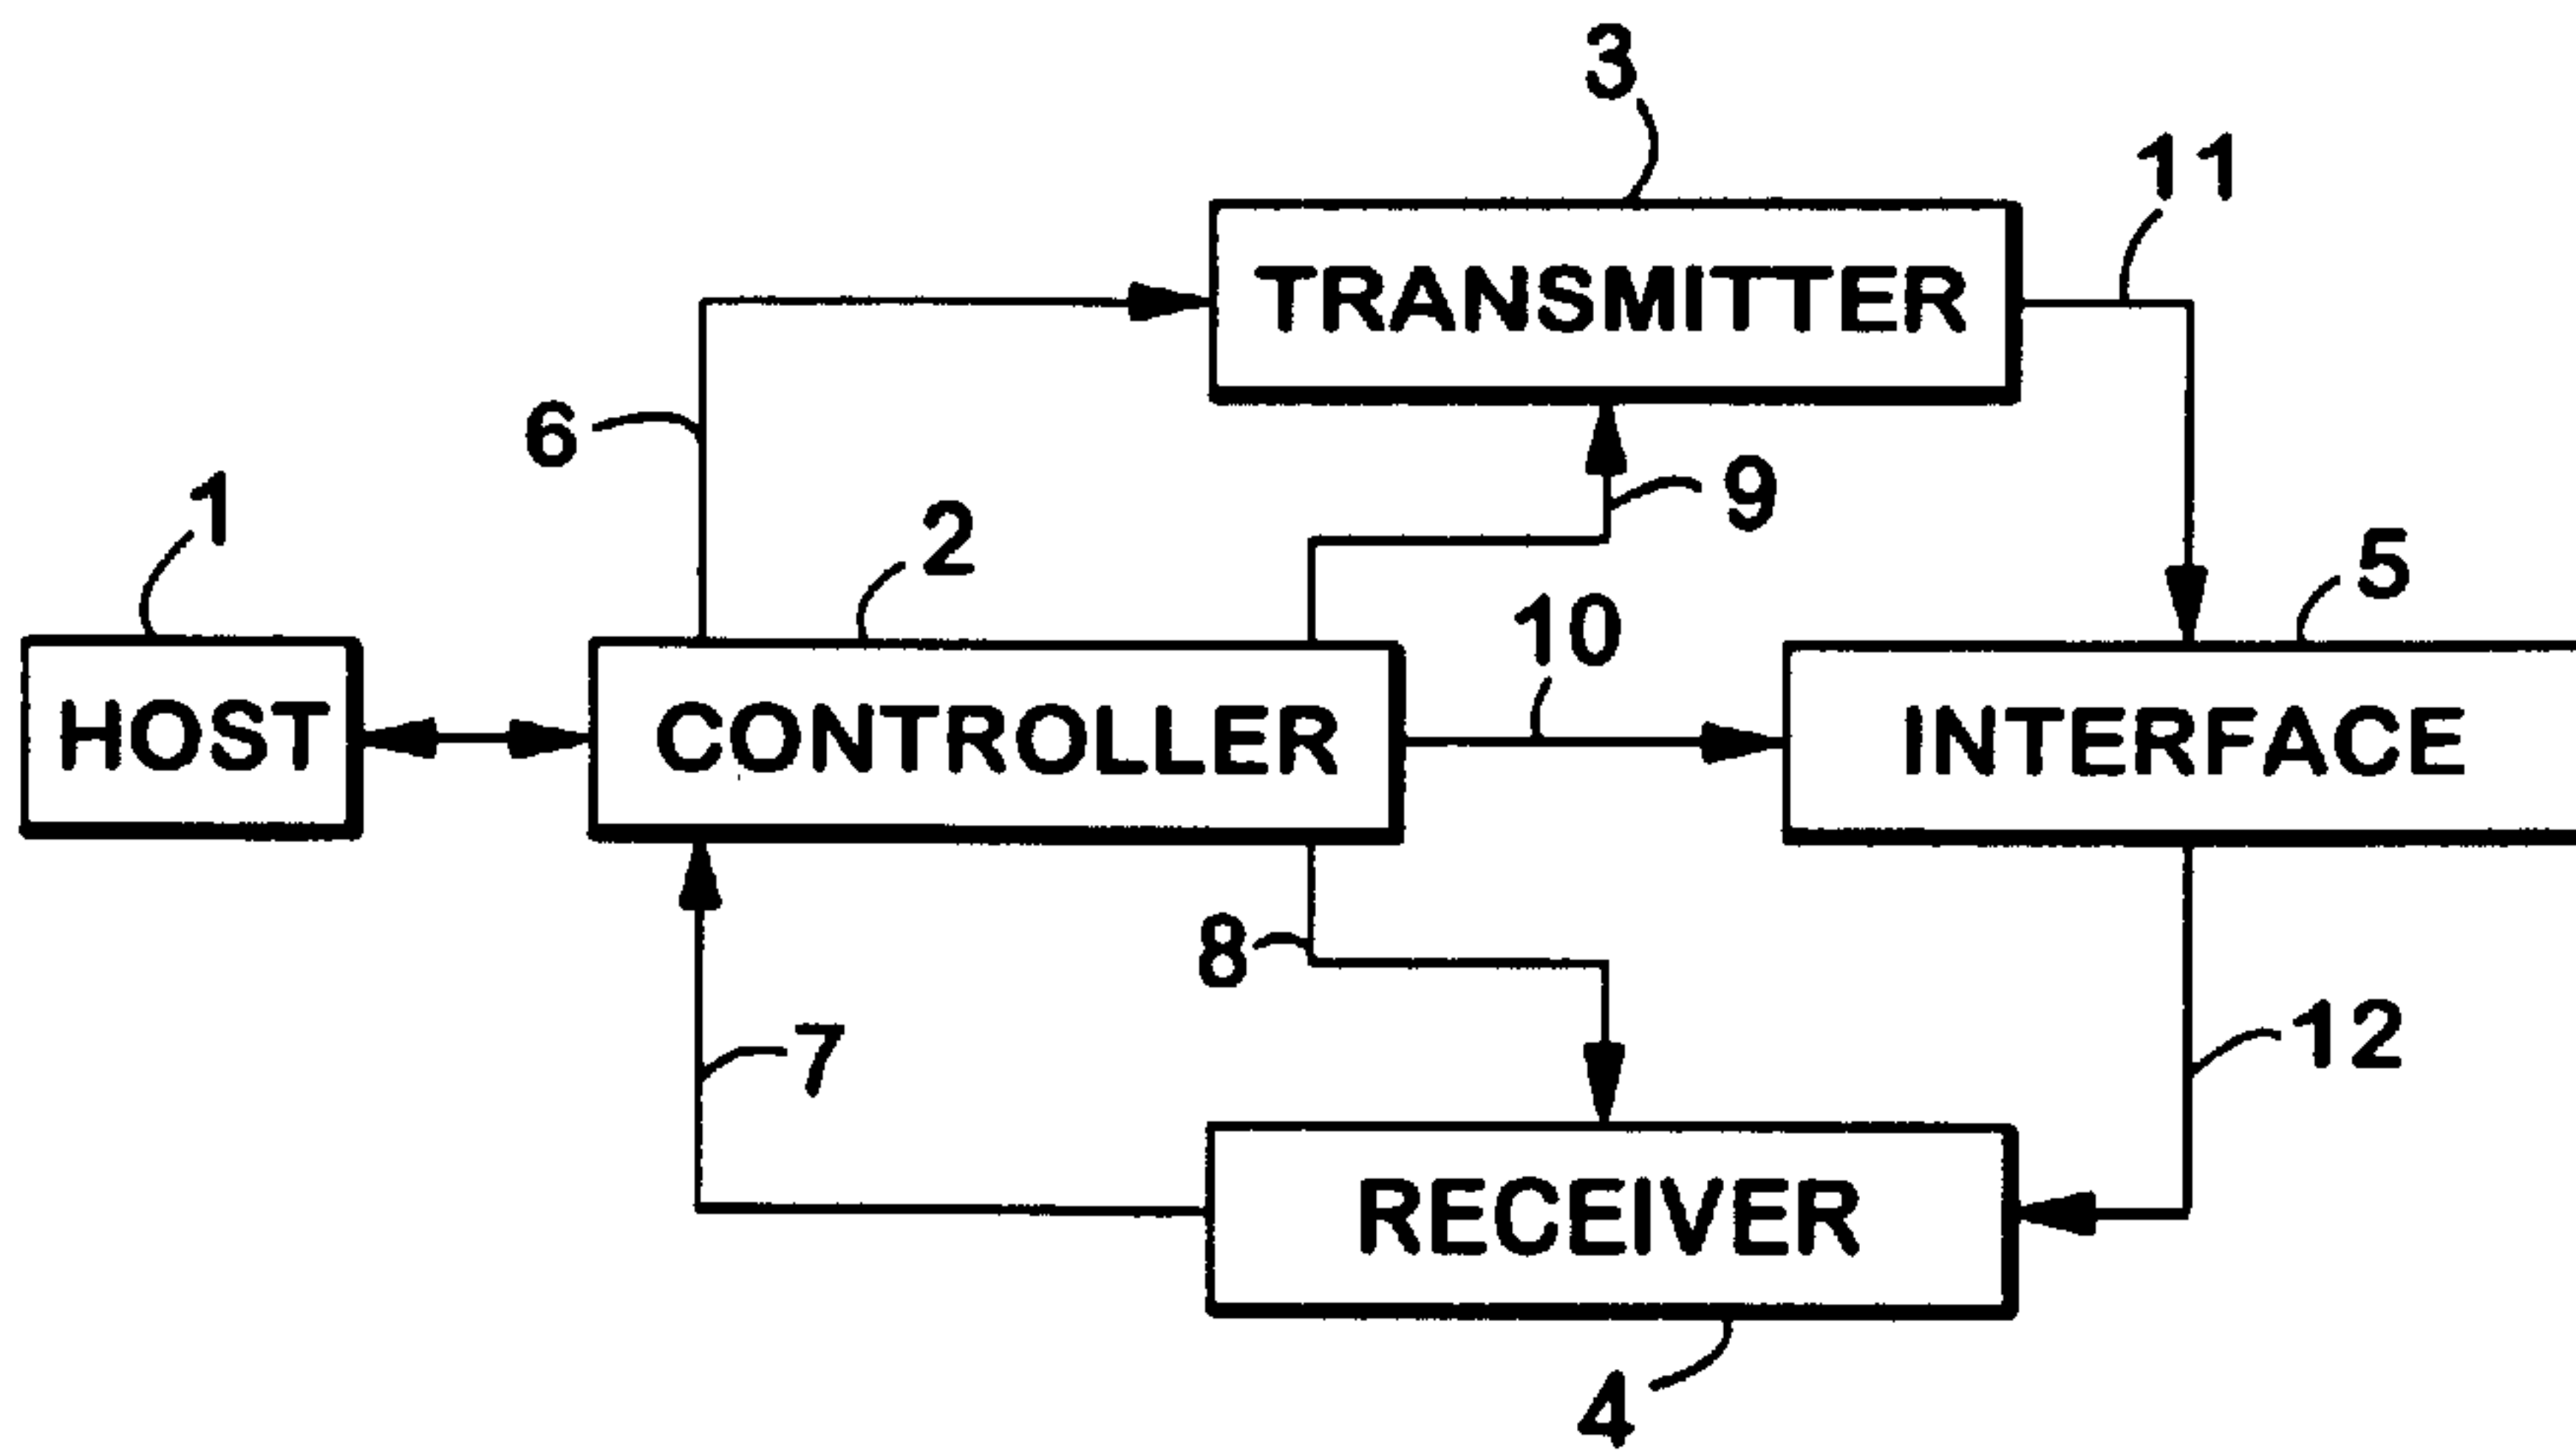 3
11
TRANSMITTER
6
9
1
2
10
5
HOST
CONTROLLER
INTERFACE
8
7
12
RECEIVER
4